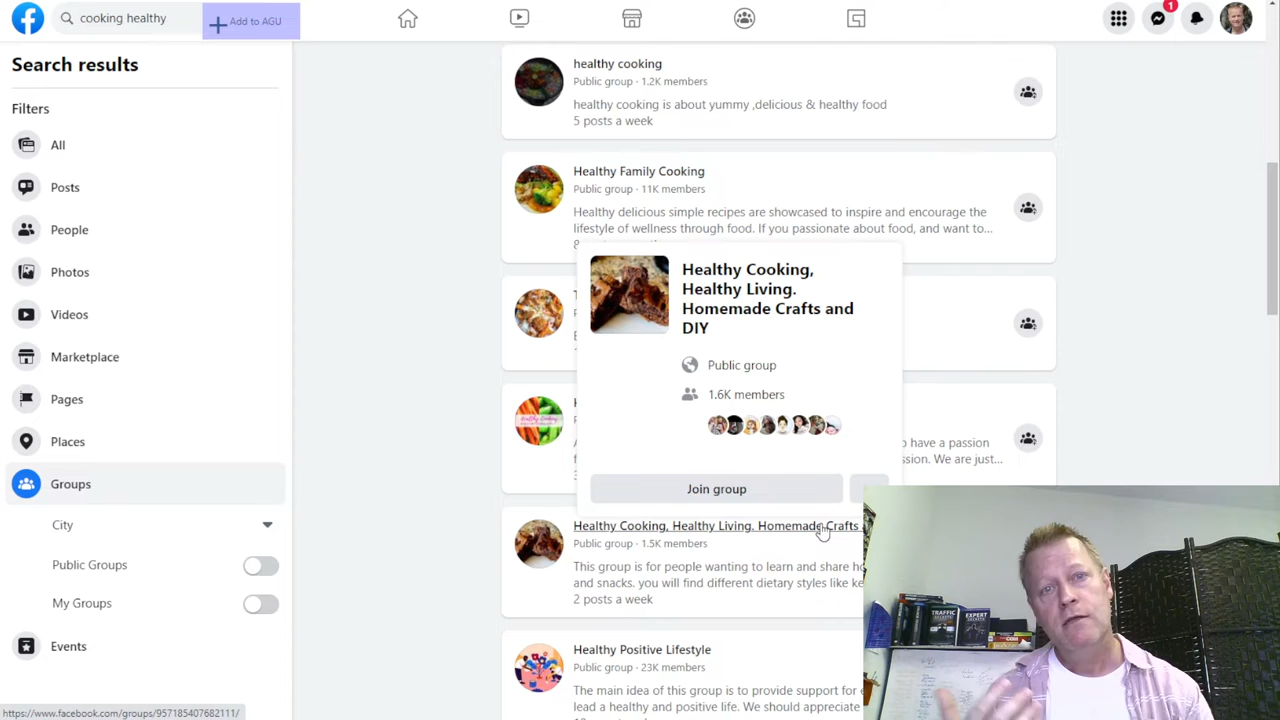 cooking healthy
Add to AGU
1
Search results
Filters
All
Posts
People
Photos
Videos
Marketplace
Pages
Places
Groups
City
Public Groups
My Groups
Events
healthy cooking
Public group · 1.2K members
healthy cooking is about yummy ,delicious & healthy food
5 posts a week
Healthy Family Cooking
Public group · 11K members
Healthy delicious simple recipes are showcased to inspire and encourage the
lifestyle of wellness through food. If you passionate about food, and want to...
Healthy Cooking,
Healthy Living.
Homemade Crafts and
DIY
Public group
1.6K members
Join group
have a passion
We are just...
Healthy Cooking, Healthy Living. Homemade Crafts
Public group · 1.5K members
This group is for people wanting to learn and share
and snacks. you will find different dietary styles like
2 posts a week
Healthy Positive Lifestyle
Public group · 23K members
The main idea of this group is to provide support for
lead a healthy and positive life. We should appreciate
TRAFFIC
SECRETS
EXPERT
SECRETS
https://www.facebook.com/groups/957185407682111/